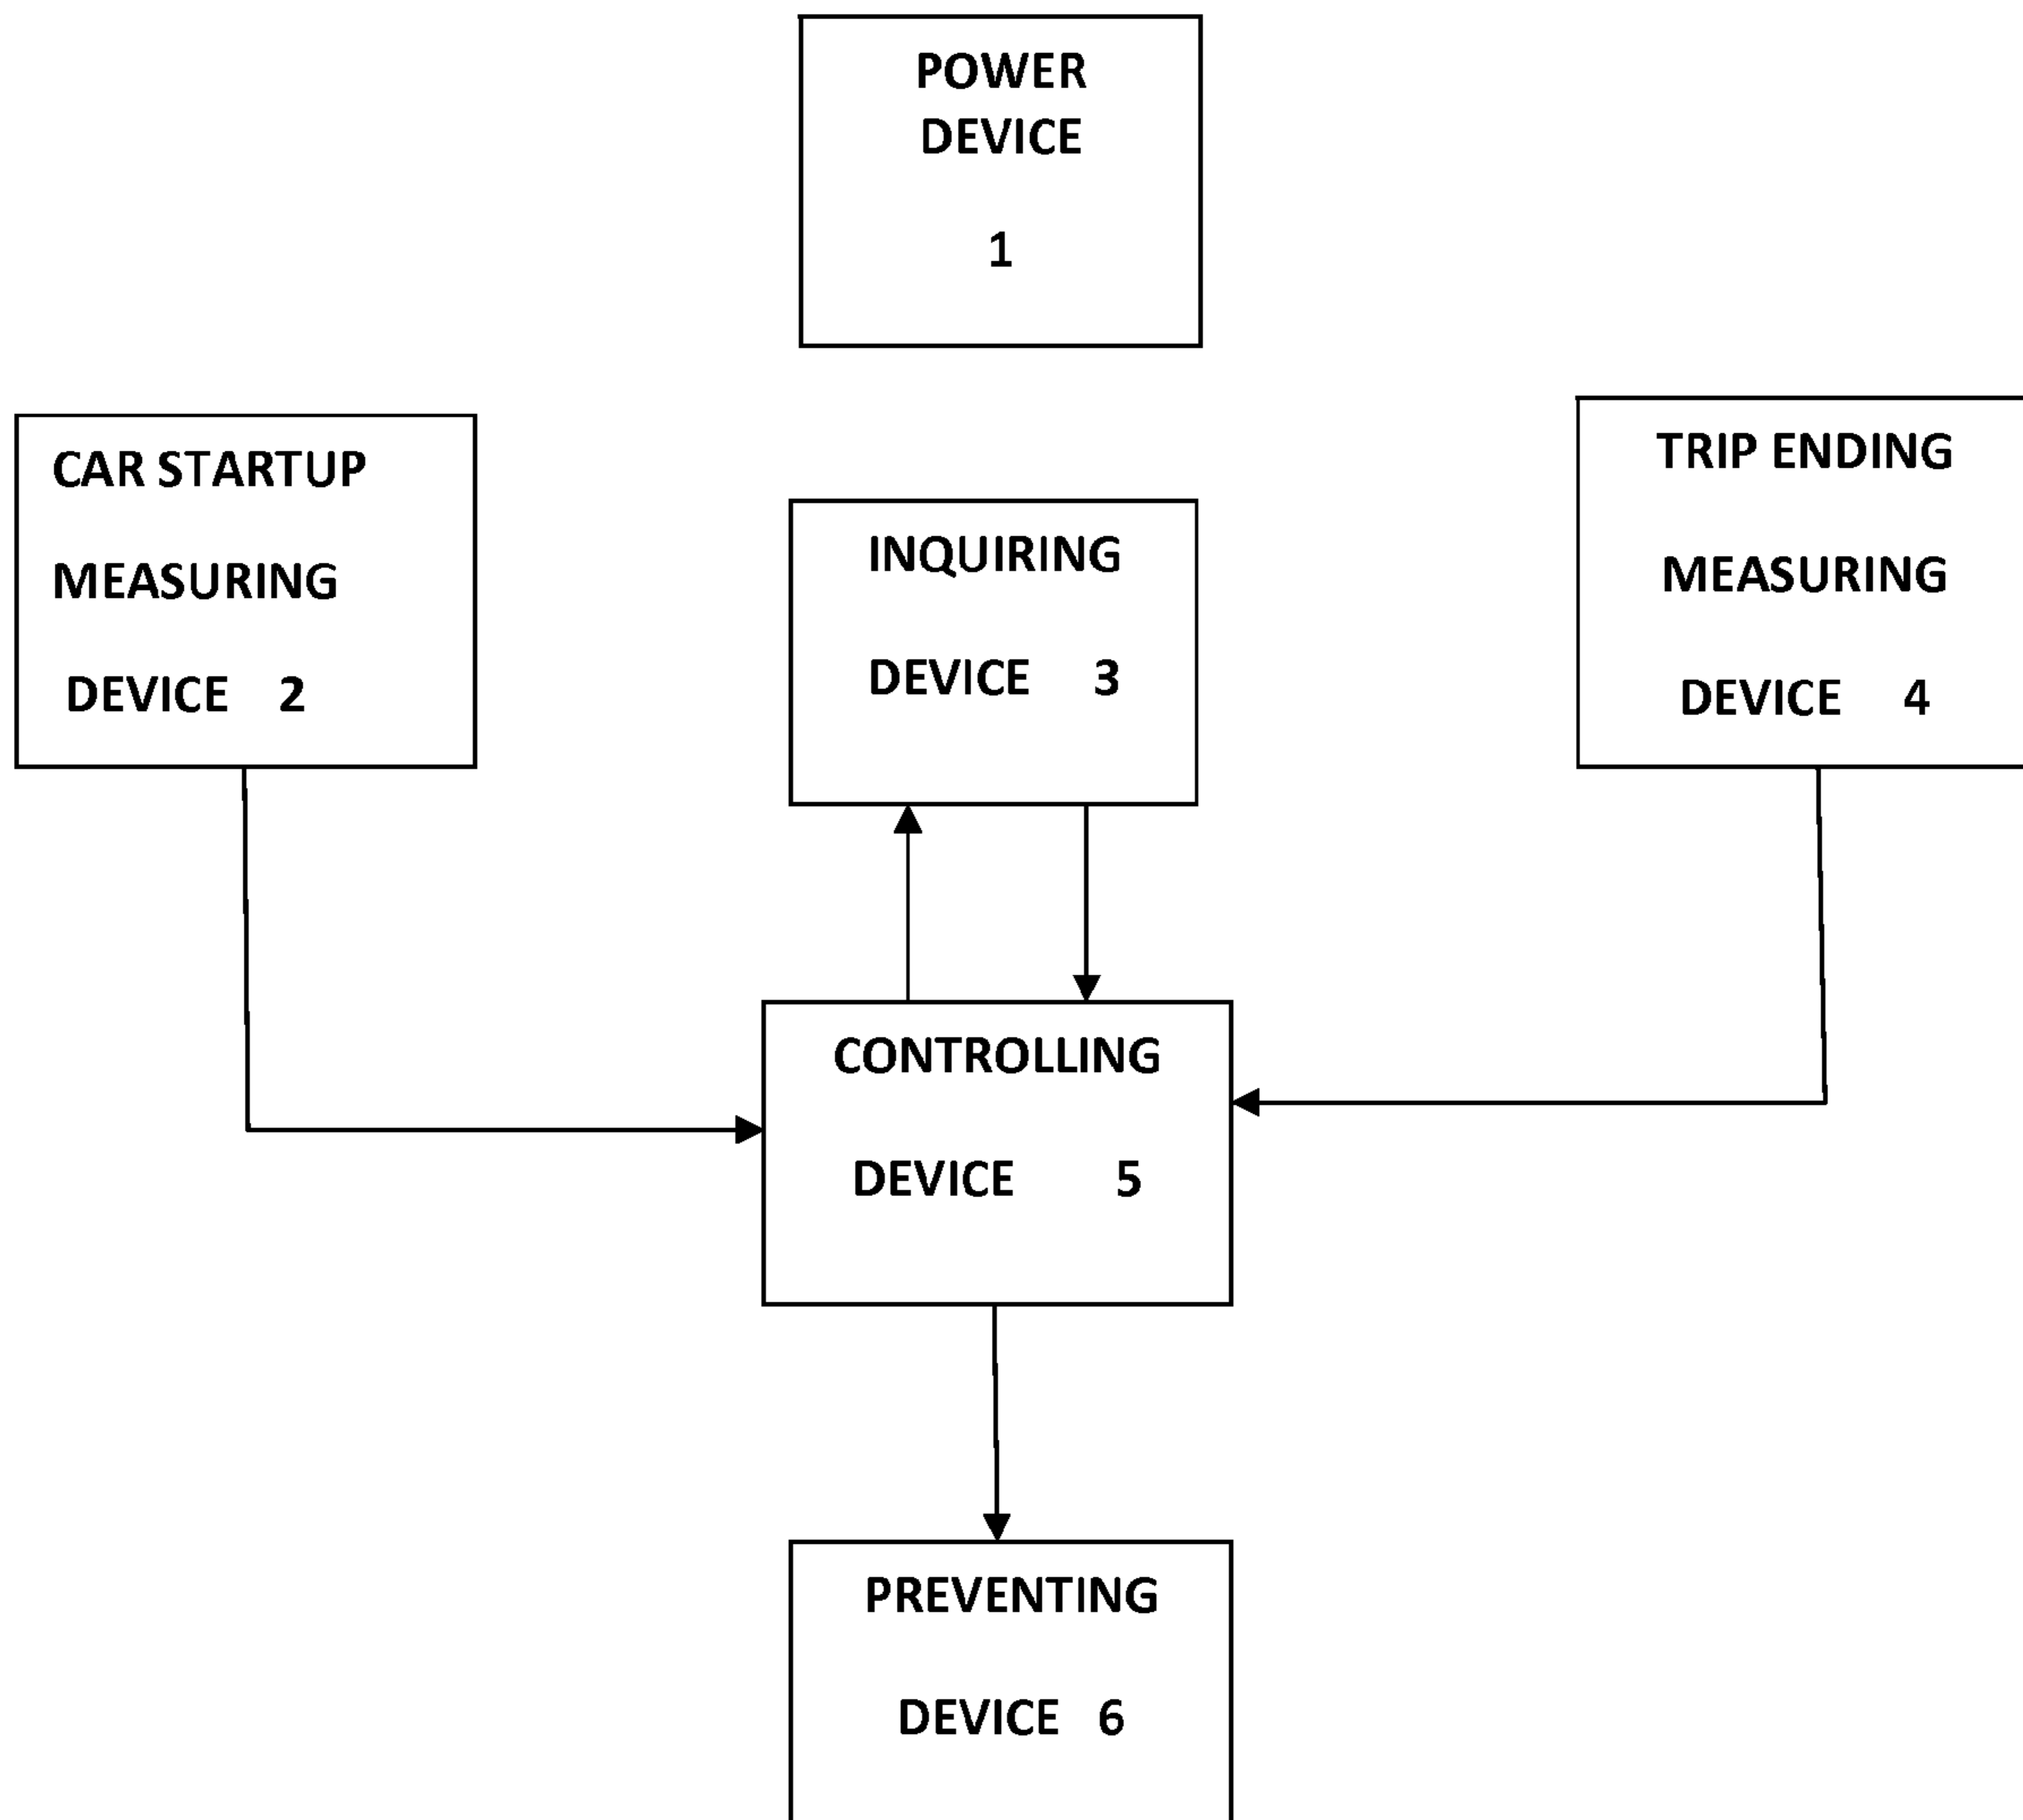 POWER
DEVICE
1
CAR STARTUP
MEASURING
DEVICE 2
INQUIRING
DEVICE 3
TRIP ENDING
MEASURING
DEVICE 4
CONTROLLING
DEVICE 5
PREVENTING
DEVICE 6